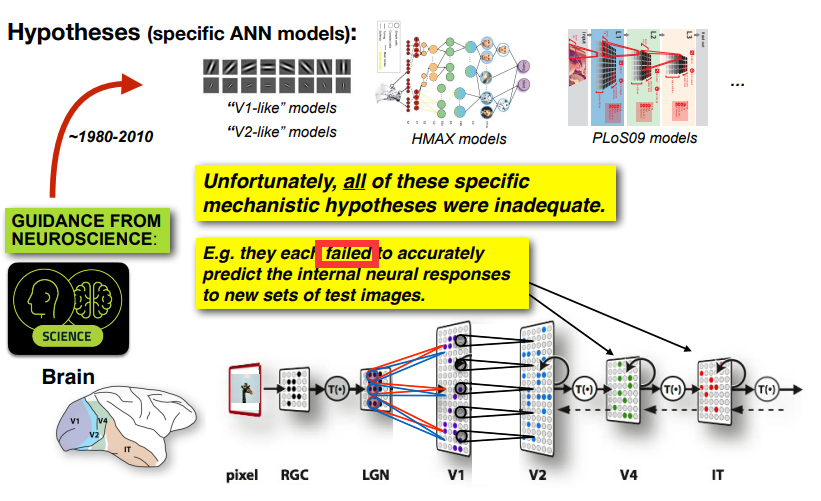 Hypotheses (specific ANN models):
“V1-like” models
“V2-like” models
HMAX models
L1
L2
L3
PLoS09 models
...
~1980-2010
Unfortunately, all of these specific
mechanistic hypotheses were inadequate.
GUIDANCE FROM
NEUROSCIENCE:
E.g. they each failed to accurately
predict the internal neural responses
to new sets of test images.
SCIENCE
Brain
V1
V2
V4
IT
T(•)
T(•)
T(•)
T(•)
pixel
RGC
LGN
V1
V2
V4
IT